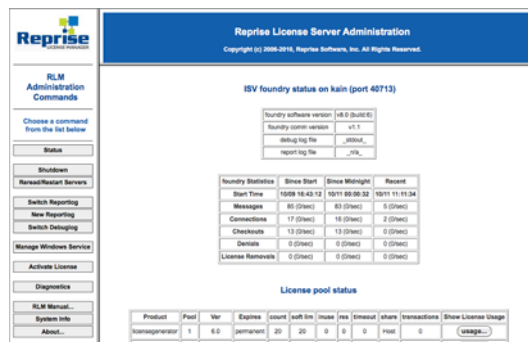 Reprise
LICENSE MANAGER
Reprise License Server Administration
Copyright (c) 2006-2010, Reprise Software, Inc. All Rights Reserved.
RLM
Administration
Commands
Choose a command
from the list below
Status
Shutdown
Reread/Restart Servers
Switch Reportlog
New Reportlog
Switch Debuglog
Manage Windows Service
Activate License
Diagnostics
RLM Manual...
System Info
About...
ISV foundry status on kain (port 40713)
foundry software version v8.0 (build:6)
foundry comm version v1.1
debug log file _stdout_
report log file _n/a_
foundry Statistics Since Start Since Midnight Recent
Start Time 10/09 16:43:12 10/11 00:00:32 10/11 11:11:34
Messages 85 (0/sec) 83 (0/sec) 5 (0/sec)
Connections 17 (0/sec) 16 (0/sec) 2 (0/sec)
Checkouts 13 (0/sec) 13 (0/sec) 0 (0/sec)
Denials 0 (0/sec) 0 (0/sec) 0 (0/sec)
License Removals 0 (0/sec) 0 (0/sec) 0 (0/sec)
License pool status
Product Pool Ver Expires count soft lim inuse res timeout share transactions Show License Usage
licensegenerator 1 6.0 permanent 20 20 0 0 0 Host 0 usage...